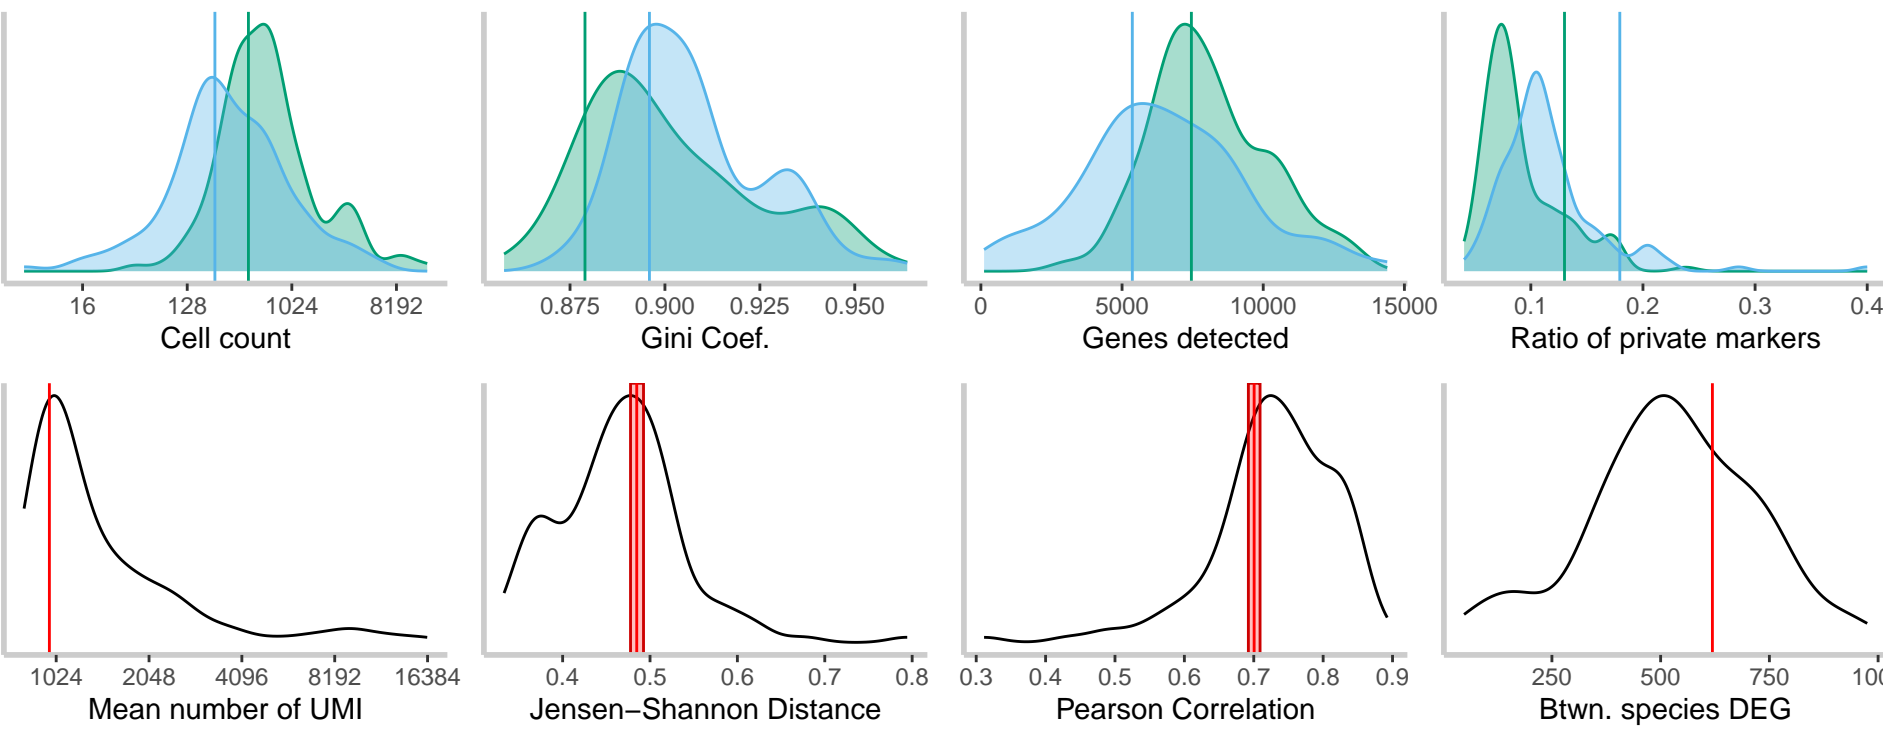 16 128 1024 8192
Cell count
0.875 0.900 0.925 0.950
Gini Coef.
0 5000 10000 15000
Genes detected
0.1 0.2 0.3 0.4
Ratio of private markers
1024 2048 4096 8192 16384
Mean number of UMI
0.4 0.5 0.6 0.7 0.8
Jensen−Shannon Distance
0.3 0.4 0.5 0.6 0.7 0.8 0.9
Pearson Correlation
250 500 750 100
Btwn. species DEG